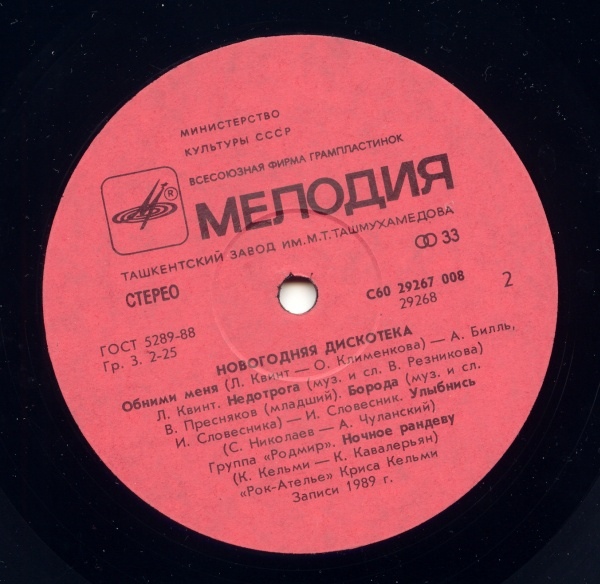 МИНИСТЕРСТВО
КУЛЬТУРЫ СССР
ВСЕСОЮЗНАЯ ФИРМА ГРАМПЛАСТИНОК
®
МЕЛОДИЯ
ТАШКЕНТСКИЙ ЗАВОД ИМ.М.Т.ТАШМУХАМЕДОВА
СТЕРЕО
33
С60 29267 008
29268
2
ГОСТ 5289-88
Гр. 3. 2-25
НОВОГОДНЯЯ ДИСКОТЕКА
Обними меня (Л. Квинт — О. Клименкова) — А. Билль,
Л. Квинт. Недотрога (муз. и сл. В. Резникова)
В. Пресняков (младший). Борода (муз. и сл.
И. Словесника) — И. Словесник. Улыбнись
(С. Николаев — А. Чуланский)
Группа «Родмир». Ночное рандеву
(К. Кельми — К. Кавалерьян)
«Рок-Ателье» Криса Кельми
Записи 1989 г.